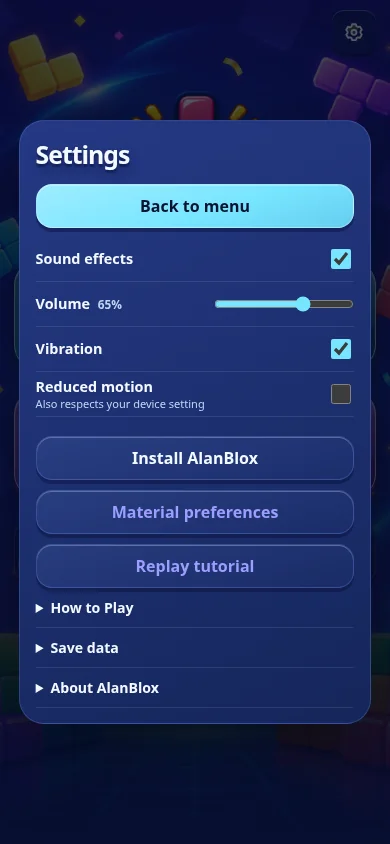 Settings
Back to menu
Sound effects
Volume 65%
Vibration
Reduced motion
Also respects your device setting
Install AlanBlox
Material preferences
Replay tutorial
How to Play
Save data
About AlanBlox